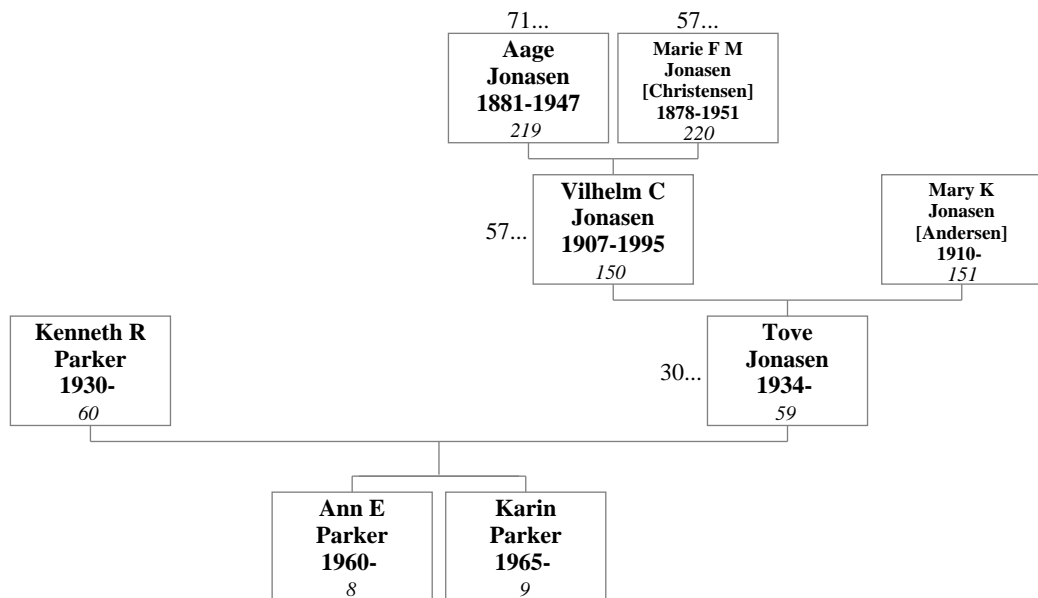 71...
57...
Aage
Jonasen
1881-1947
219
Marie F M
Jonasen
[Christensen]
1878-1951
220
57...
Vilhelm C
Jonasen
1907-1995
150
Mary K
Jonasen
[Andersen]
1910-
151
Kenneth R
Parker
1930-
60
30...
Tove
Jonasen
1934-
59
Ann E
Parker
1960-
8
Karin
Parker
1965-
9